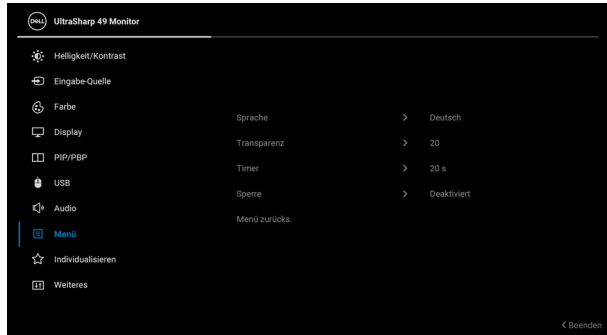 DELL UltraSharp 49 Monitor
Helligkeit/Kontrast
Eingabe-Quelle
Farbe
Display
PIP/PBP
USB
Audio
Menü
Individualisieren
Weiteres
Sprache > Deutsch
Transparenz > 20
Timer > 20 s
Sperre > Deaktiviert
Menü zurücks.
< Beenden